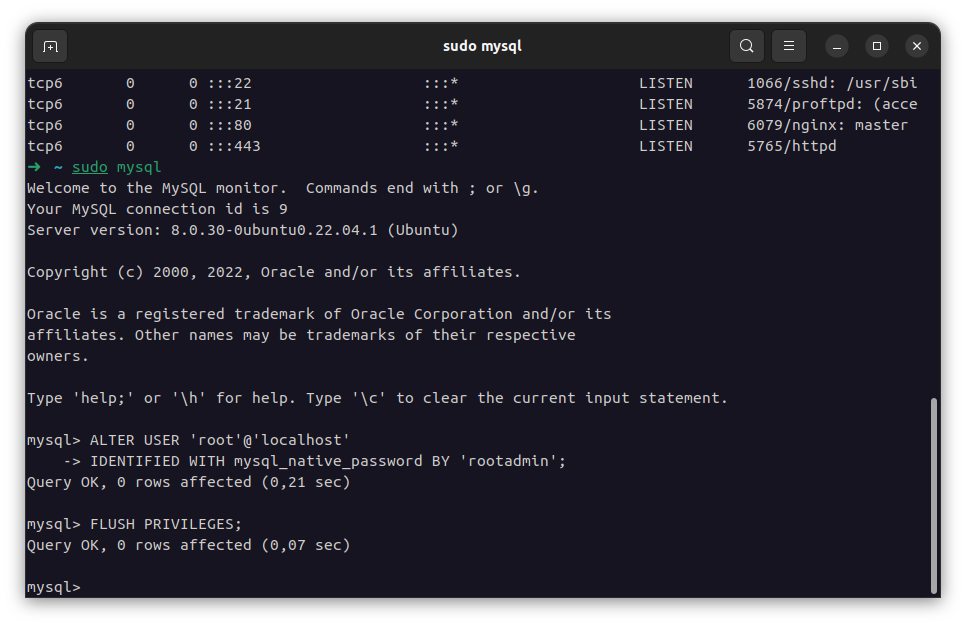 sudo mysql
tcp6 0 0 :::22 :::* LISTEN 1066/sshd: /usr/sbi
tcp6 0 0 :::21 :::* LISTEN 5874/proftpd: (acce
tcp6 0 0 :::80 :::* LISTEN 6079/nginx: master
tcp6 0 0 :::443 :::* LISTEN 5765/httpd
➜ ~ sudo mysql
Welcome to the MySQL monitor.  Commands end with ; or \g.
Your MySQL connection id is 9
Server version: 8.0.30-0ubuntu0.22.04.1 (Ubuntu)
Copyright (c) 2000, 2022, Oracle and/or its affiliates.
Oracle is a registered trademark of Oracle Corporation and/or its
affiliates. Other names may be trademarks of their respective
owners.
Type 'help;' or '\h' for help. Type '\c' to clear the current input statement.
mysql> ALTER USER 'root'@'localhost'
    -> IDENTIFIED WITH mysql_native_password BY 'rootadmin';
Query OK, 0 rows affected (0,21 sec)
mysql> FLUSH PRIVILEGES;
Query OK, 0 rows affected (0,07 sec)
mysql>